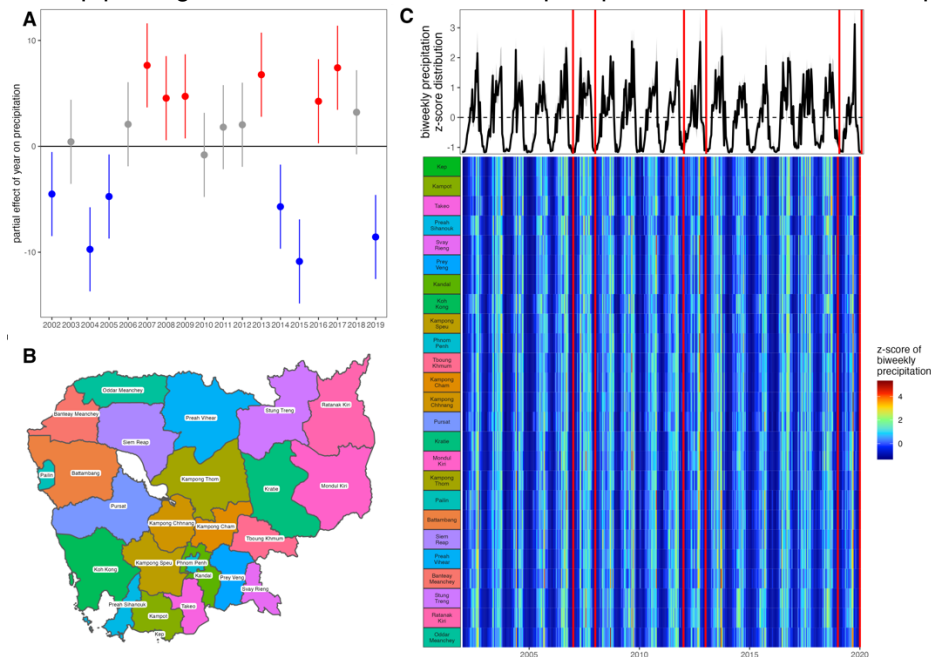 A
C
10
0
-10
partial effect of year on precipitation
2002 2003 2004 2005 2006 2007 2008 2009 2010 2011 2012 2013 2014 2015 2016 2017 2018 2019
biweekly precipitation
z-score distribution
3
2
1
0
-1
Kep
Kampot
Takeo
Preah
Sihanouk
Svay
Rieng
Prey
Veng
Kandal
Koh
Kong
Kampong
Speu
Phnom
Penh
Tboung
Khmum
Kampong
Cham
Kampong
Chhnang
Pursat
Kratie
Mondul
Kiri
Kampong
Thom
Pailin
Battambang
Siem
Reap
Preah
Vihear
Banteay
Meanchey
Stung
Treng
Ratanak
Kiri
Oddar
Meanchey
2005 2010 2015 2020
z-score of
biweekly
precipitation
4
2
0
B
Oddar Meanchey
Banteay Meanchey
Preah Vihear
Stung Treng
Ratanak Kiri
Siem Reap
Battambang
Pailin
Kampong Thom
Kratie
Mondul Kiri
Pursat
Kampong Chhnang
Kampong Cham
Tboung Khmum
Koh Kong
Kampong Speu
Phnom Penh
Kandal
Prey Veng
Svay Rieng
Preah Sihanouk
Takeo
Kampot
Kep